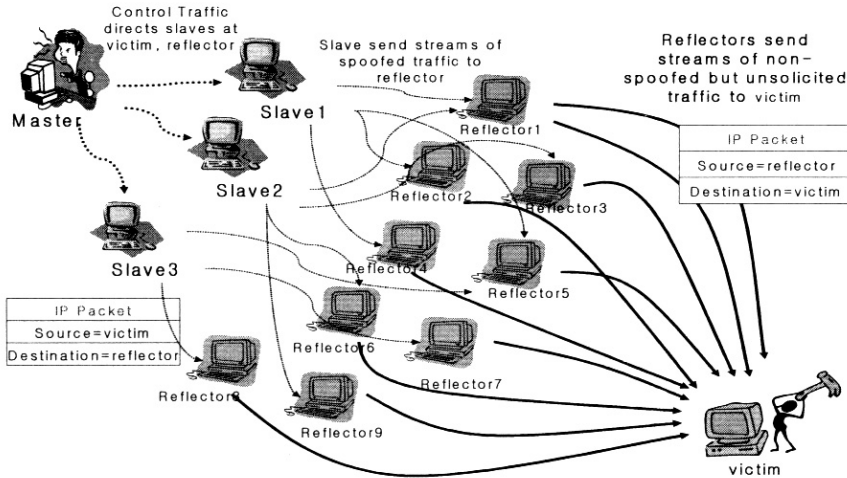 Control Traffic
directs slaves at
victim, reflector
Slave send streams of
spoofed traffic to
reflector
Reflectors send
streams of non-
spoofed but unsolicited
traffic to victim
Master
Slave1
Reflector1
IP Packet
Source=reflector
Destination=victim
Slave2
Reflector2
Reflector3
Slave3
Reflector4
Reflector5
IP Packet
Source=victim
Destination=reflector
Reflector6
Reflector7
Reflector8
Reflector9
victim